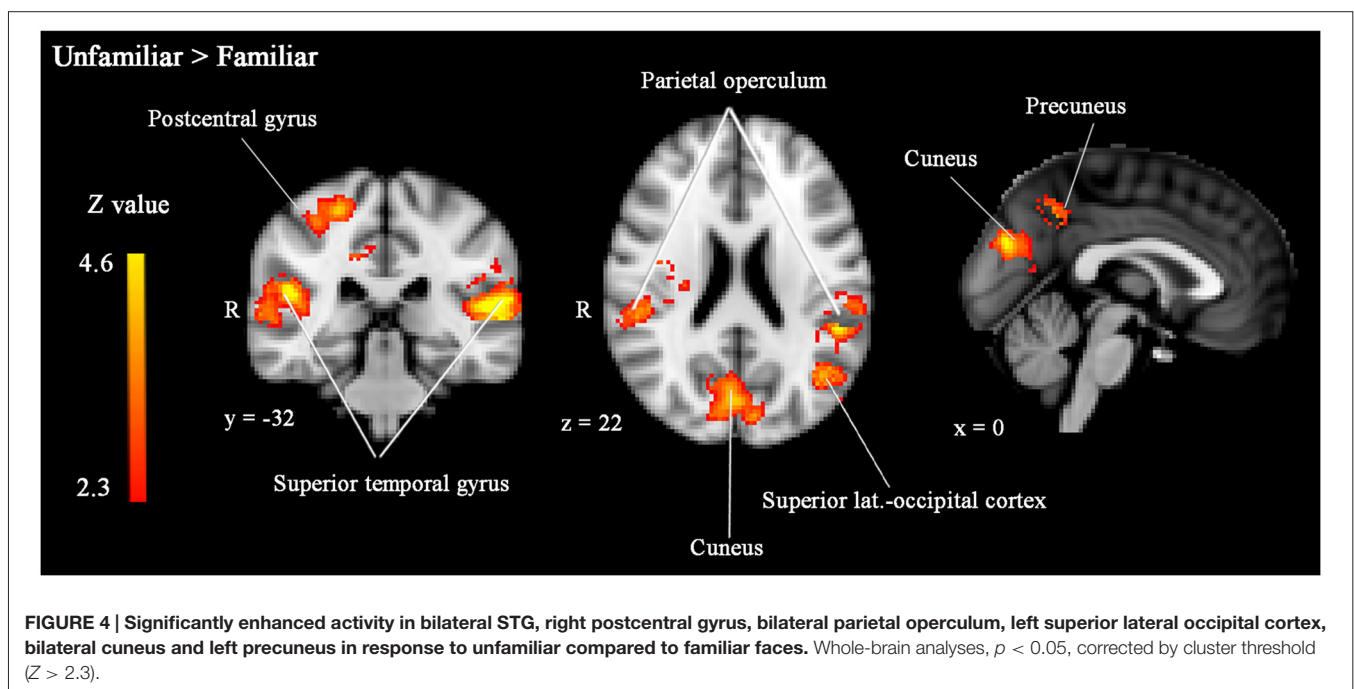 Unfamiliar > Familiar
Parietal operculum
Postcentral gyrus
Precuneus
Cuneus
Z value
4.6
2.3
R
R
y = -32
z = 22
x = 0
Superior temporal gyrus
Superior lat.-occipital cortex
Cuneus
FIGURE 4 | Significantly enhanced activity in bilateral STG, right postcentral gyrus, bilateral parietal operculum, left superior lateral occipital cortex,
bilateral cuneus and left precuneus in response to unfamiliar compared to familiar faces. Whole-brain analyses, p < 0.05, corrected by cluster threshold
(Z > 2.3).